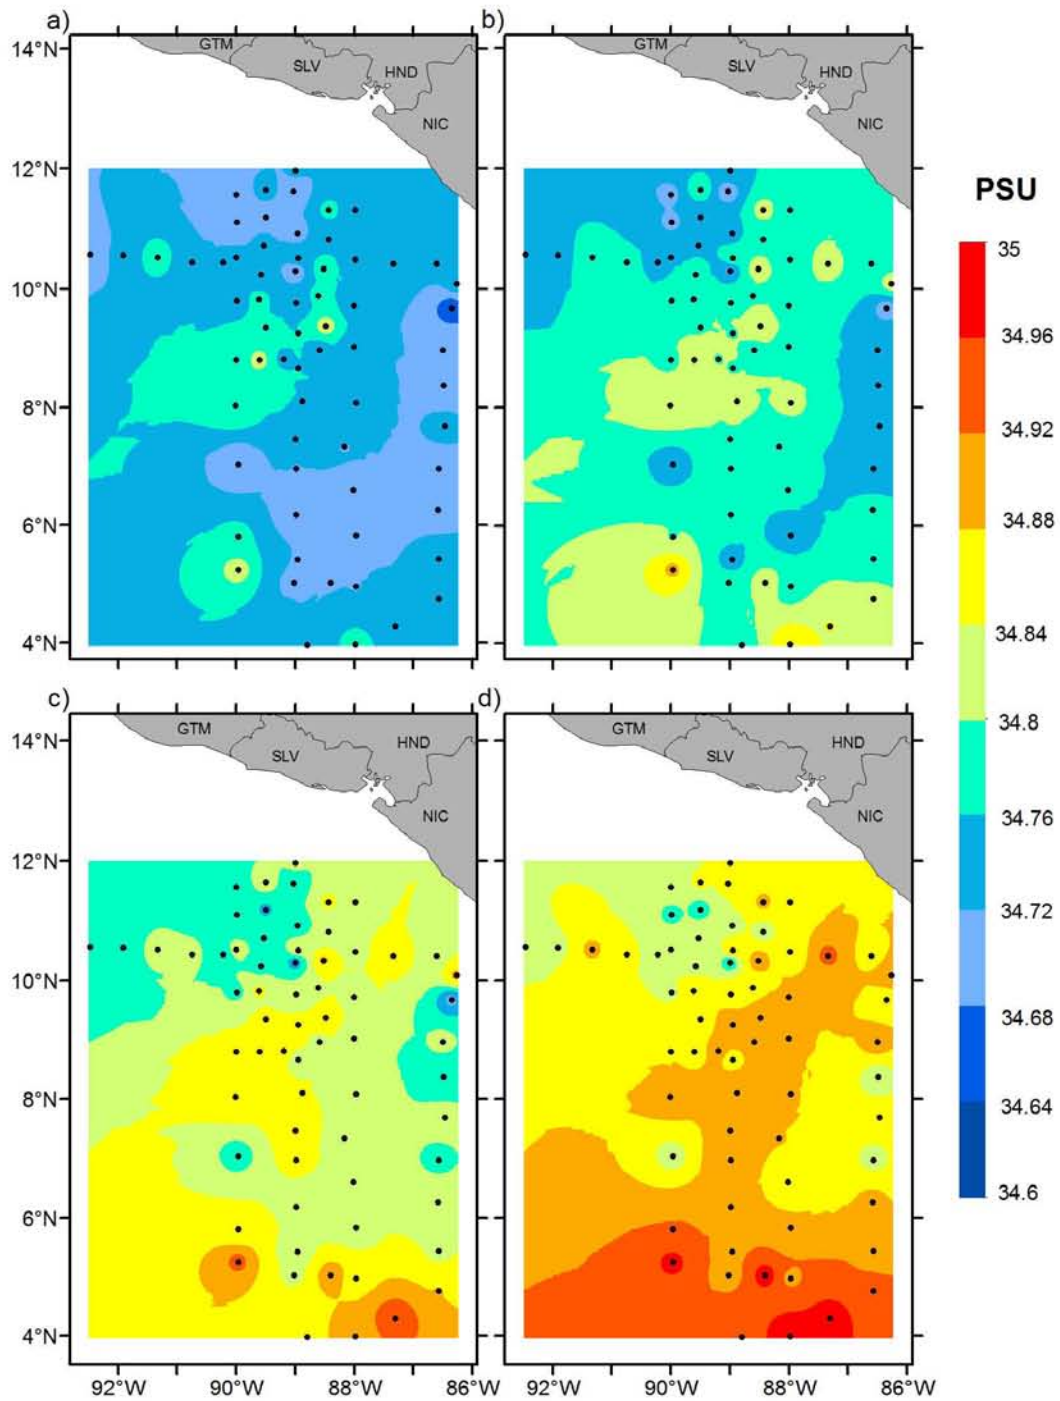 a)
b)
14°N
GTM
SLV
HND
NIC
GTM
SLV
HND
NIC
12°N
10°N
8°N
6°N
4°N
PSU
35
34.96
34.92
34.88
34.84
34.8
34.76
34.72
34.68
34.64
34.6
c)
d)
14°N
GTM
SLV
HND
NIC
GTM
SLV
HND
NIC
12°N
10°N
8°N
6°N
4°N
92°W
90°W
88°W
86°W
92°W
90°W
88°W
86°W